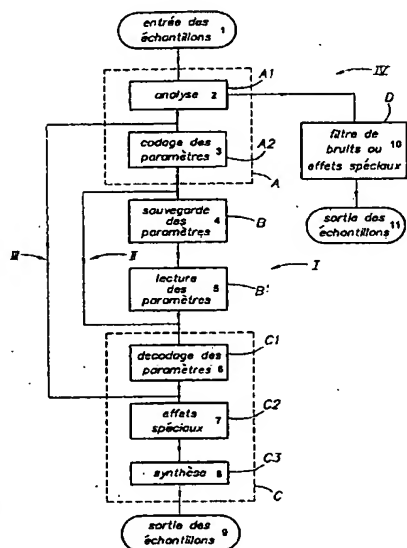 entrée des
échantillons 1
A1
IV
analyse 2
D
codage des
paramètres 3
A2
filtre de 10
bruits ou
effets spéciaux
A
sauvegarde
des 4
paramètres
B
sortie des
échantillons 11
III
II
I
lecture
des 5
paramètres
B'
decodage des
paramètres 6
C1
effets
spéciaux 7
C2
synthèse 8
C3
C
sortie des
échantillons 9